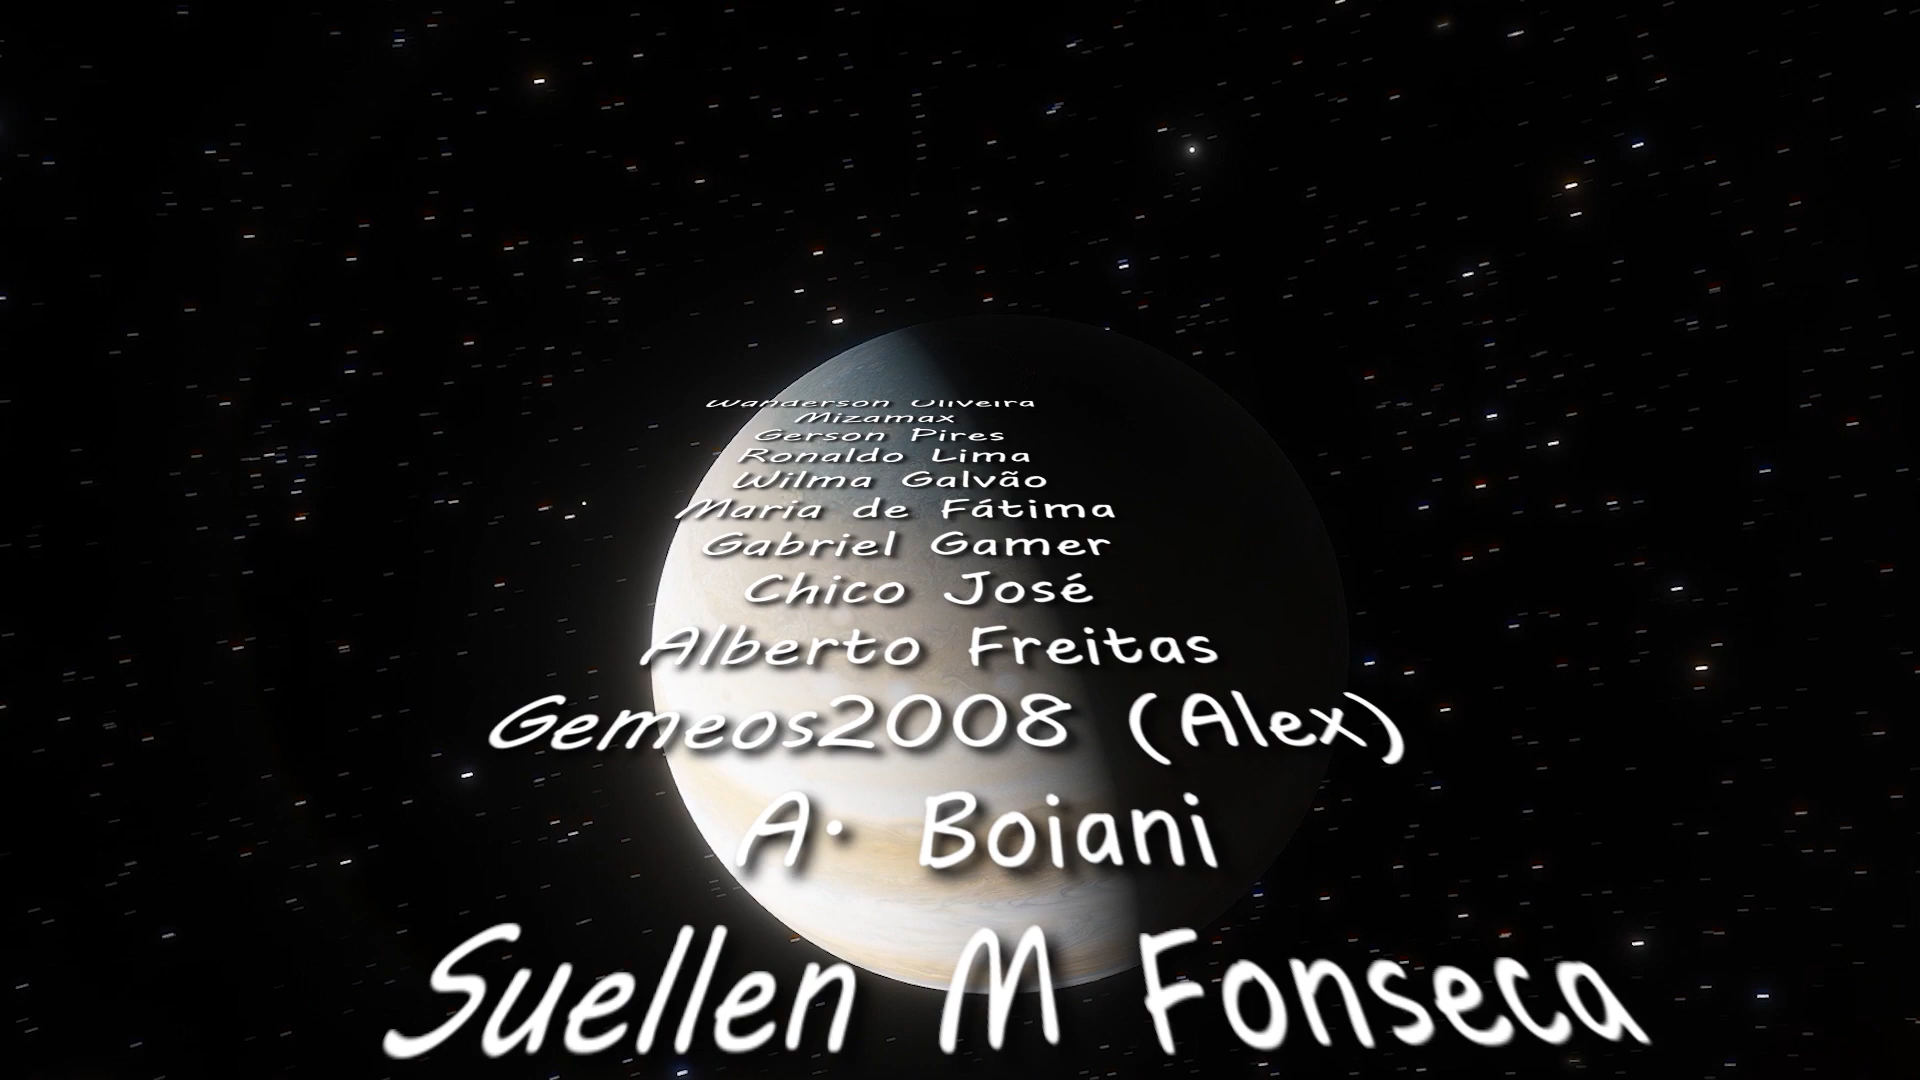 Wanderson Oliveira
Mizamax
Gerson Pires
Ronaldo Lima
Wilma Galvão
Maria de Fátima
Gabriel Gamer
Chico José
Alberto Freitas
Gemeos2008 (Alex)
A. Boiani
Suellen M Fonseca